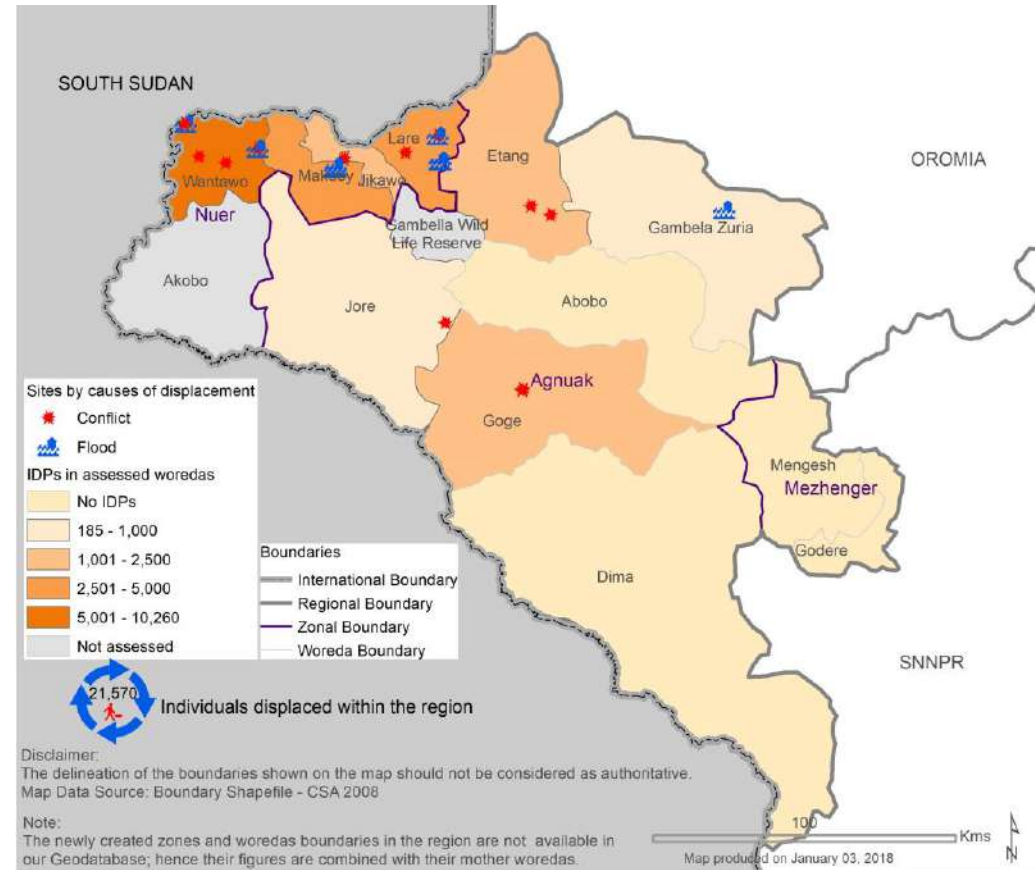 SOUTH SUDAN
OROMIA
Lare
Etang
Wantawo
Makuey
Jikawo
Nuer
Gambella Wild
Life Reserve
Gambela Zuria
Akobo
Jore
Abobo
Agnuak
Goge
Mengesh
Mezhenger
Godere
Dima
SNNPR
Sites by causes of displacement
Conflict
Flood
IDPs in assessed woredas
No IDPs
185 - 1,000
1,001 - 2,500
2,501 - 5,000
5,001 - 10,260
Not assessed
Boundaries
International Boundary
Regional Boundary
Zonal Boundary
Woreda Boundary
21,570
Individuals displaced within the region
Disclaimer:
The delineation of the boundaries shown on the map should not be considered as authoritative.
Map Data Source: Boundary Shapefile - CSA 2008
Note:
The newly created zones and woredas boundaries in the region are not available in
our Geodatabase; hence their figures are combined with their mother woredas.
100
Kms
Map produced on January 03, 2018
N